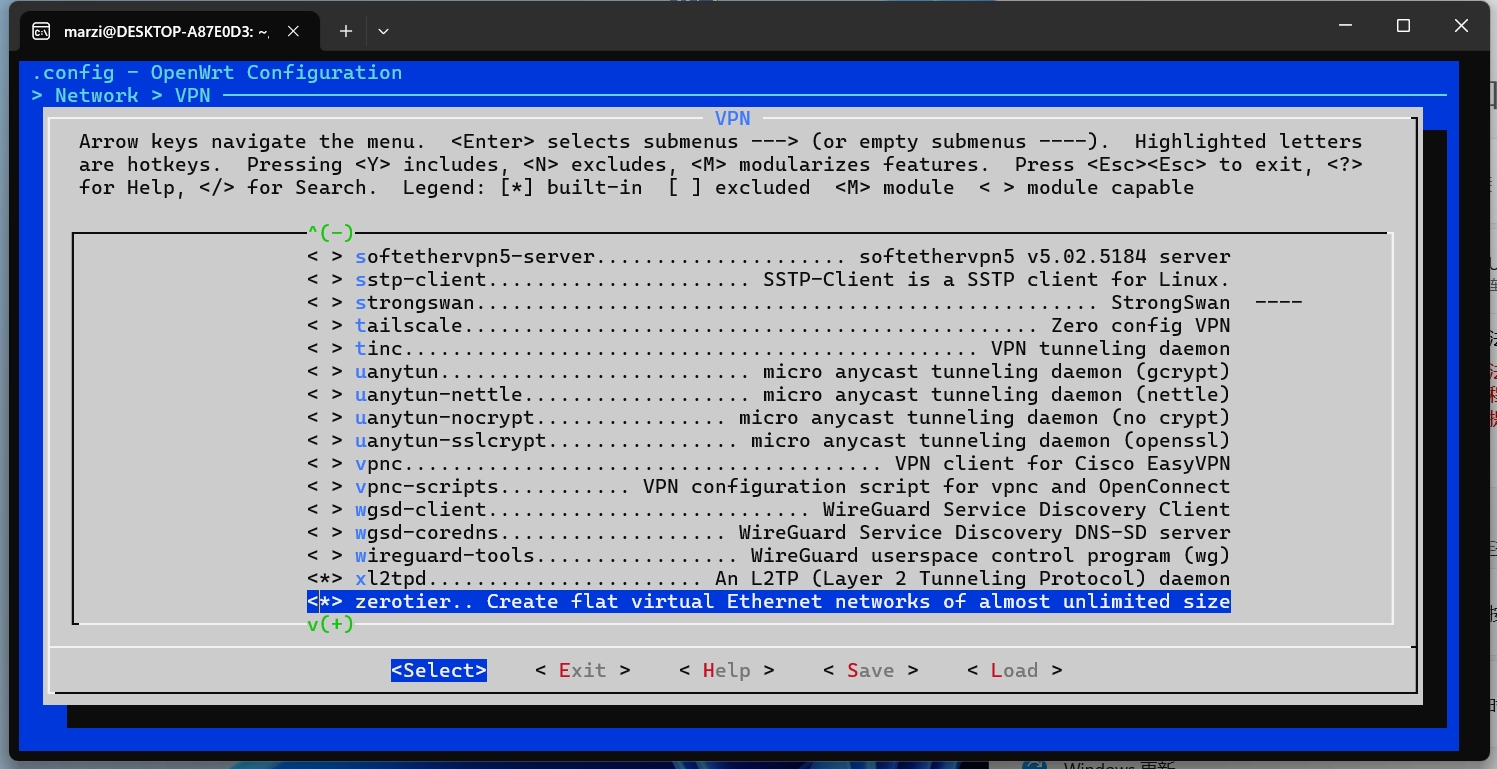 marzi@DESKTOP-A87E0D3: ~,
.config - OpenWrt Configuration
> Network > VPN
VPN
Arrow keys navigate the menu.  <Enter> selects submenus ---> (or empty submenus ----).  Highlighted letters
are hotkeys.  Pressing <Y> includes, <N> excludes, <M> modularizes features.  Press <Esc><Esc> to exit, <?>
for Help, </> for Search.  Legend: [*] built-in  [ ] excluded  <M> module  < > module capable
^(-)
< > softethervpn5-server..................... softethervpn5 v5.02.5184 server
< > sstp-client...................... SSTP-Client is a SSTP client for Linux.
< > strongswan.................................................... StrongSwan  ----
< > tailscale................................................ Zero config VPN
< > tinc................................................ VPN tunneling daemon
< > uanytun.......................... micro anycast tunneling daemon (gcrypt)
< > uanytun-nettle................... micro anycast tunneling daemon (nettle)
< > uanytun-nocrypt................ micro anycast tunneling daemon (no crypt)
< > uanytun-sslcrypt................ micro anycast tunneling daemon (openssl)
< > vpnc........................................ VPN client for Cisco EasyVPN
< > vpnc-scripts........... VPN configuration script for vpnc and OpenConnect
< > wgsd-client............................ WireGuard Service Discovery Client
< > wgsd-coredns................... WireGuard Service Discovery DNS-SD server
< > wireguard-tools................. WireGuard userspace control program (wg)
<*> xl2tpd....................... An L2TP (Layer 2 Tunneling Protocol) daemon
<*> zerotier.. Create flat virtual Ethernet networks of almost unlimited size
v(+)
<Select>    < Exit >    < Help >    < Save >    < Load >
Windows 更新